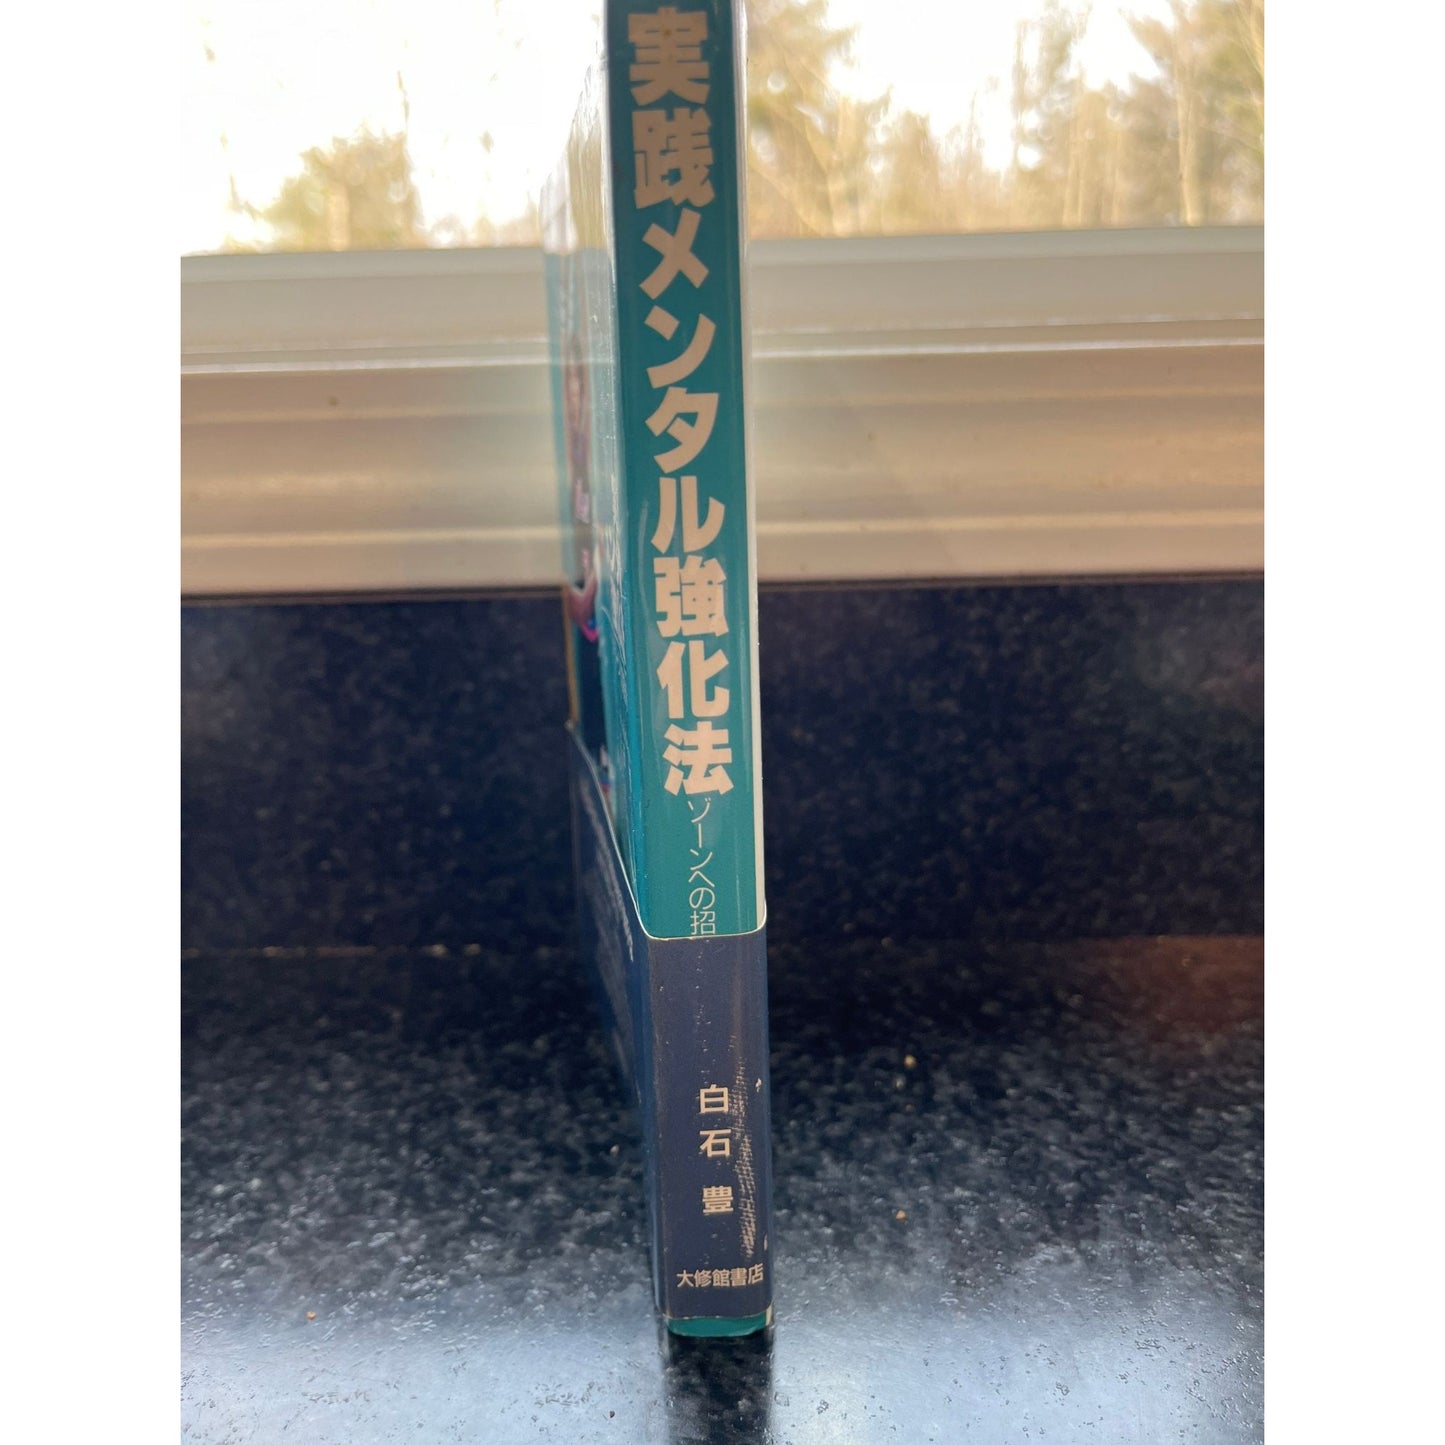 実践メンタル強化法
ゾーンへの招
白石 豊
大修館書店